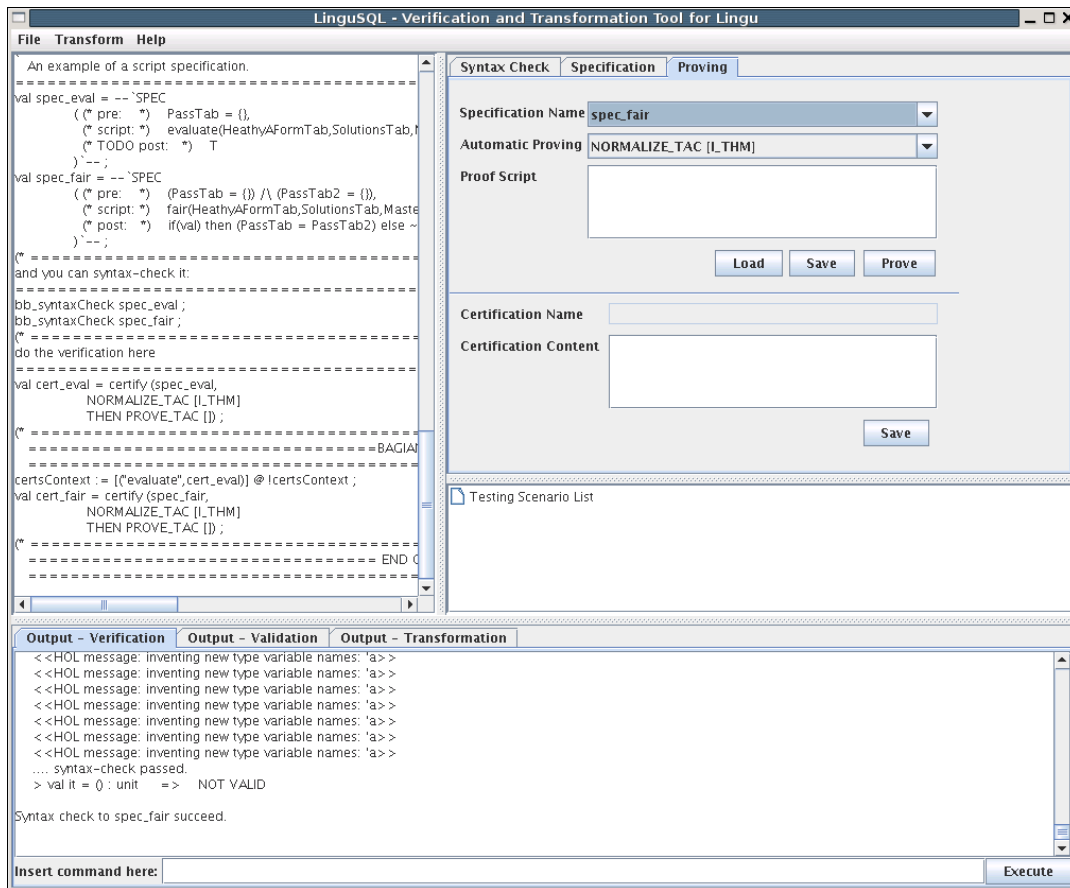 LinguSQL - Verification and Transformation Tool for Lingu
File Transform Help
An example of a script specification.
val spec_eval = -- `SPEC
( (* pre: *) PassTab = {},
(* script: *) evaluate(HeathyAFormTab,SolutionsTab,
(* TODO post: *) T
)`-- ;
val spec_fair = -- `SPEC
( (* pre: *) (PassTab = {}) /\ (PassTab2 = {}),
(* script: *) fair(HeathyAFormTab,SolutionsTab,Maste
(* post: *) if(val) then (PassTab = PassTab2) else ~
)`-- ;
(* =====================================
and you can syntax-check it:
=====================================
bb_syntaxCheck spec_eval ;
bb_syntaxCheck spec_fair ;
(* =====================================
do the verification here
=====================================
val cert_eval = certify (spec_eval,
NORMALIZE_TAC [I_THM]
THEN PROVE_TAC []) ;
(* =====================================
================================BAGIA
=====================================
certsContext := [("evaluate",cert_eval)] @ !certsContext ;
val cert_fair = certify (spec_fair,
NORMALIZE_TAC [I_THM]
THEN PROVE_TAC []) ;
(* =====================================
================================ END
=====================================
Syntax Check Specification Proving
Specification Name spec_fair
Automatic Proving NORMALIZE_TAC [I_THM]
Proof Script
Load Save Prove
Certification Name
Certification Content
Save
Testing Scenario List
Output - Verification Output - Validation Output - Transformation
<<HOL message: inventing new type variable names: 'a>>
<<HOL message: inventing new type variable names: 'a>>
<<HOL message: inventing new type variable names: 'a>>
<<HOL message: inventing new type variable names: 'a>>
<<HOL message: inventing new type variable names: 'a>>
<<HOL message: inventing new type variable names: 'a>>
<<HOL message: inventing new type variable names: 'a>>
.... syntax-check passed.
> val it = () : unit => NOT VALID
Syntax check to spec_fair succeed.
Insert command here: Execute